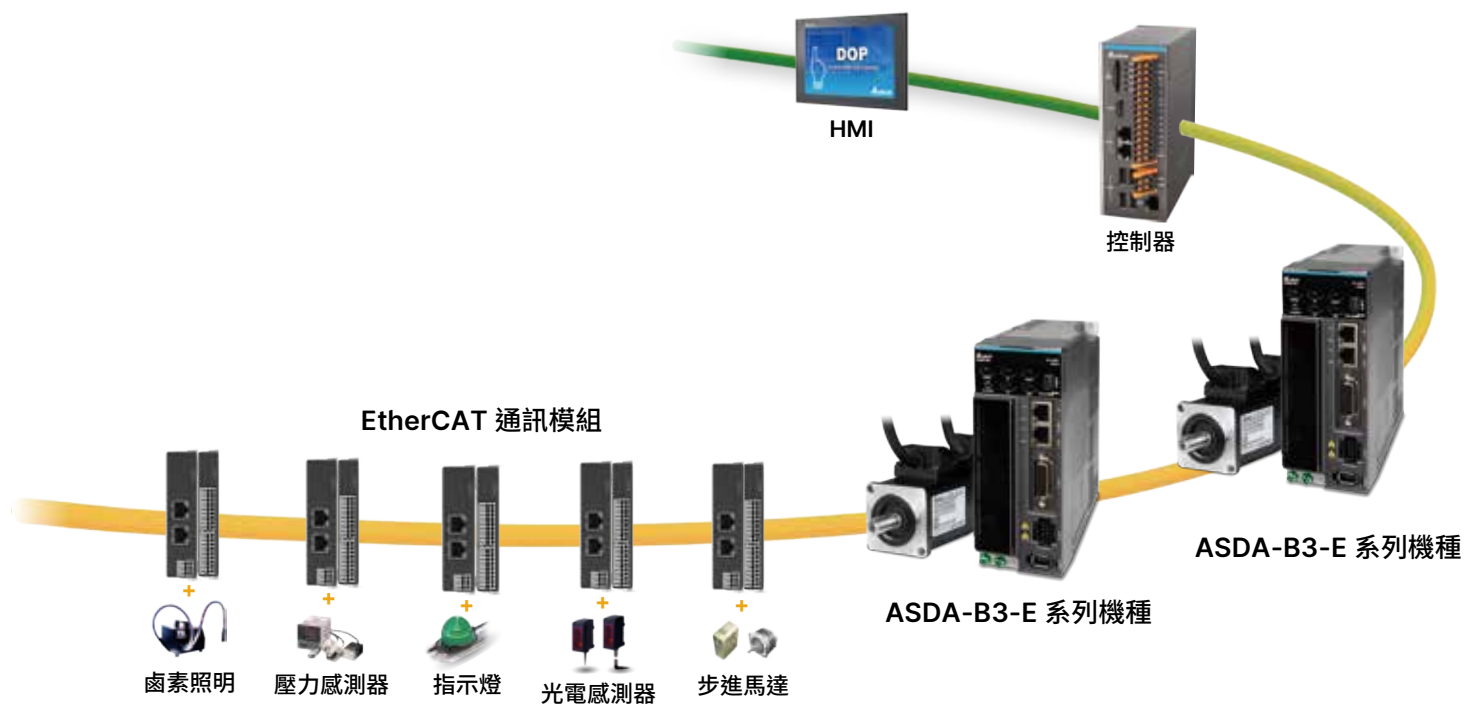 DOP
HMI
控制器
EtherCAT 通訊模組
ASDA-B3-E 系列機種
ASDA-B3-E 系列機種
鹵素照明
壓力感測器
指示燈
光電感測器
步進馬達